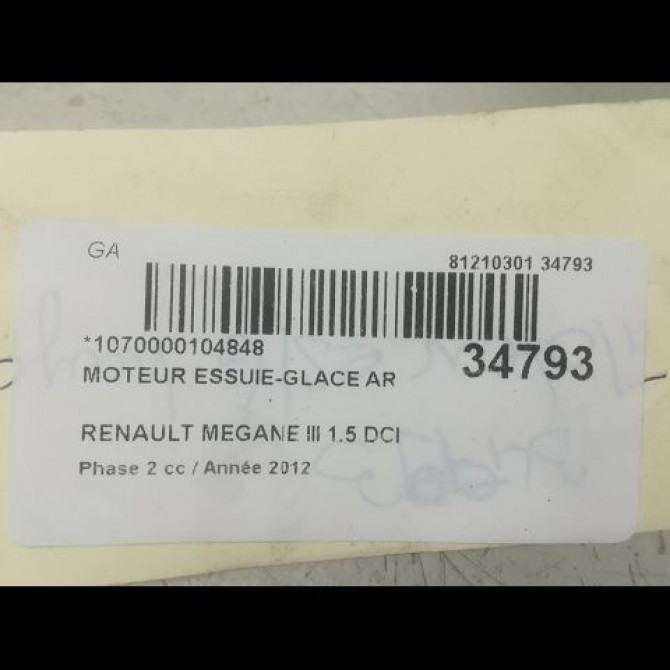 GA
81210301 34793
*1070000104848
34793
MOTEUR ESSUIE-GLACE AR
RENAULT MEGANE III 1.5 DCI
Phase 2 cc / Année 2012